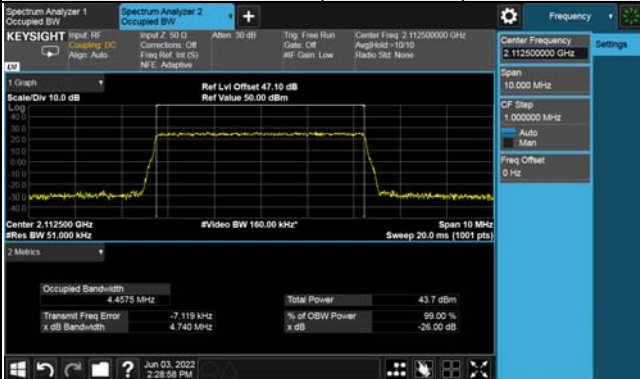 Spectrum Analyzer 1
Occupied BW
Spectrum Analyzer 2
Occupied BW
+
Frequency
KEYSIGHT
Input: RF
Coupling: DC
Align: Auto
Input Z: 50 Ω
Corrections: Off
Freq Ref: Int (S)
NFE: Adaptive
Atten: 30 dB
Trig: Free Run
Gate: Off
#IF Gain: Low
Center Freq: 2.112500000 GHz
Avg|Hold:>10/10
Radio Std: None
LXI
Center Frequency
2.112500000 GHz
Settings
Span
10.000 MHz
CF Step
1.000000 MHz
Auto
Man
Freq Offset
0 Hz
1 Graph
Scale/Div 10.0 dB
Ref Lvl Offset 47.10 dB
Ref Value 50.00 dBm
Log
40.0
30.0
20.0
10.0
0.00
-10.0
-20.0
-30.0
-40.0
Center 2.112500 GHz
#Res BW 51.000 kHz
#Video BW 160.00 kHz*
Span 10 MHz
Sweep 20.0 ms (1001 pts)
2 Metrics
Occupied Bandwidth
4.4575 MHz
Total Power 43.7 dBm
Transmit Freq Error -7.119 kHz
% of OBW Power 99.00 %
x dB Bandwidth 4.740 MHz
x dB -26.00 dB
?
Jun 03, 2022
2:28:58 PM